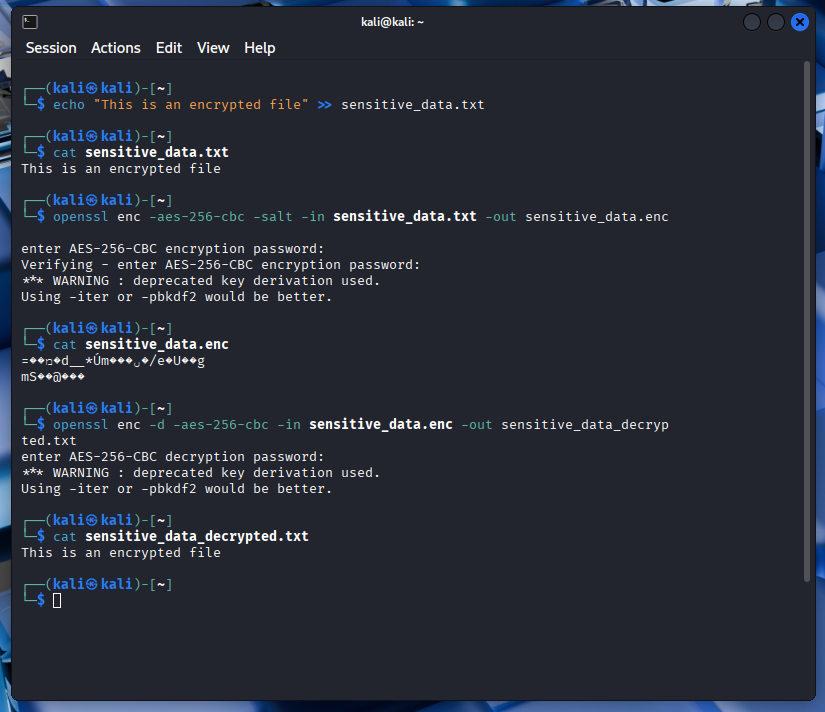 kali@kali: ~
Session Actions Edit View Help
┌──(kali㉿kali)-[~]
└─$ echo "This is an encrypted file" >> sensitive_data.txt
┌──(kali㉿kali)-[~]
└─$ cat sensitive_data.txt
This is an encrypted file
┌──(kali㉿kali)-[~]
└─$ openssl enc -aes-256-cbc -salt -in sensitive_data.txt -out sensitive_data.enc
enter AES-256-CBC encryption password:
Verifying - enter AES-256-CBC encryption password:
*** WARNING : deprecated key derivation used.
Using -iter or -pbkdf2 would be better.
┌──(kali㉿kali)-[~]
└─$ cat sensitive_data.enc
mS��@���
┌──(kali㉿kali)-[~]
└─$ openssl enc -d -aes-256-cbc -in sensitive_data.enc -out sensitive_data_decryp
ted.txt
enter AES-256-CBC decryption password:
*** WARNING : deprecated key derivation used.
Using -iter or -pbkdf2 would be better.
┌──(kali㉿kali)-[~]
└─$ cat sensitive_data_decrypted.txt
This is an encrypted file
┌──(kali㉿kali)-[~]
└─$